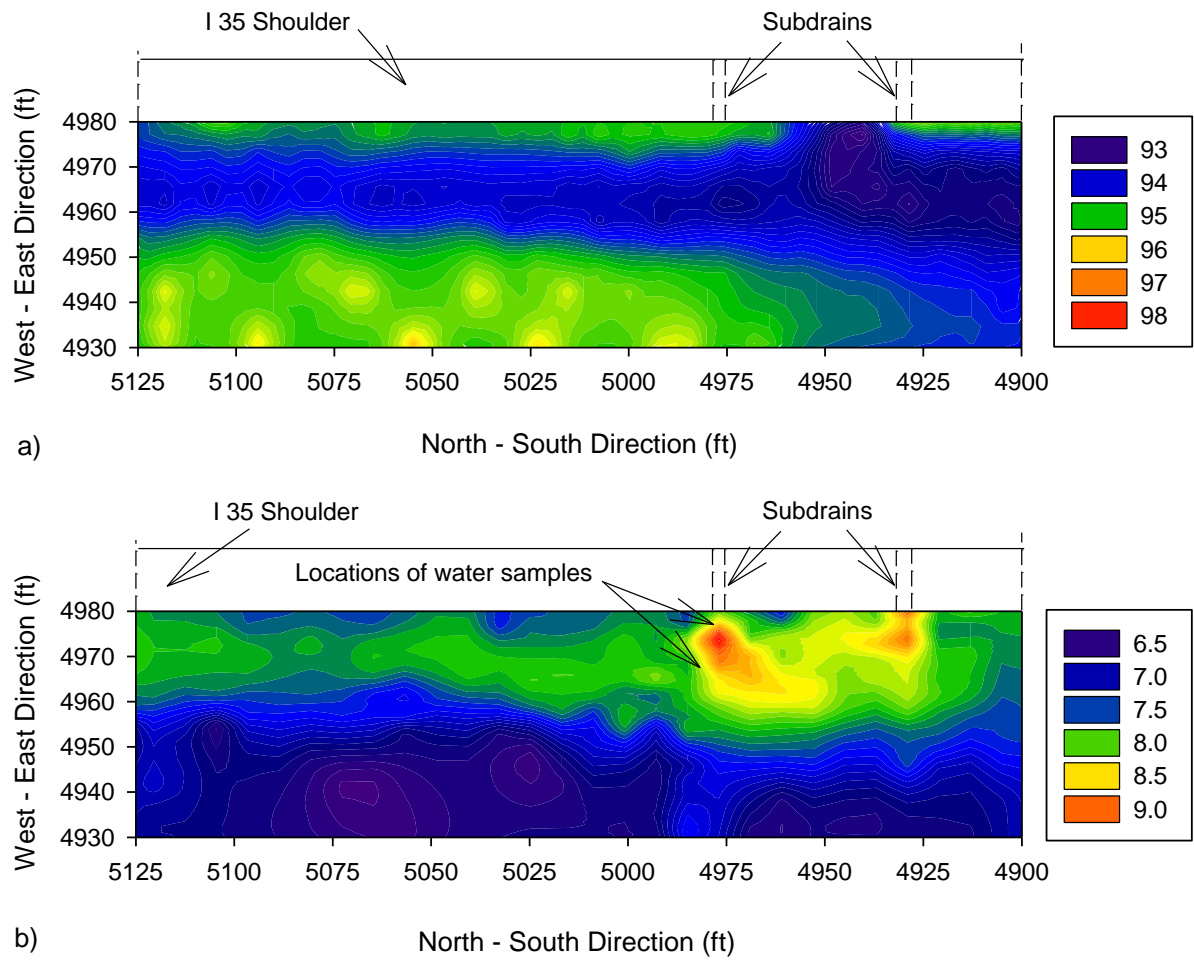 I 35 Shoulder
Subdrains
West - East Direction (ft)
4980
4970
4960
4950
4940
4930
5125 5100 5075 5050 5025 5000 4975 4950 4925 4900
North - South Direction (ft)
93
94
95
96
97
98
a)
I 35 Shoulder
Subdrains
Locations of water samples
West - East Direction (ft)
4980
4970
4960
4950
4940
4930
5125 5100 5075 5050 5025 5000 4975 4950 4925 4900
North - South Direction (ft)
6.5
7.0
7.5
8.0
8.5
9.0
b)